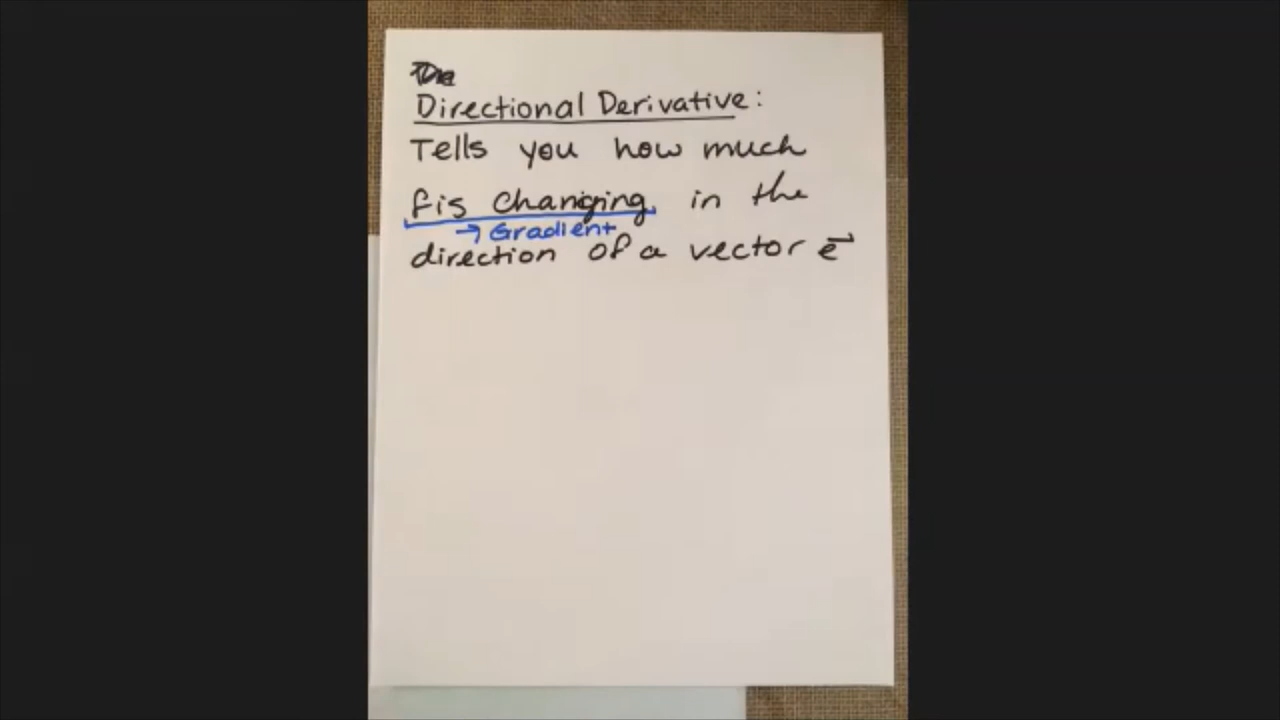 Directional Derivative:
Tells you how much
f is changing in the
→ Gradient
direction of a vector e⃗